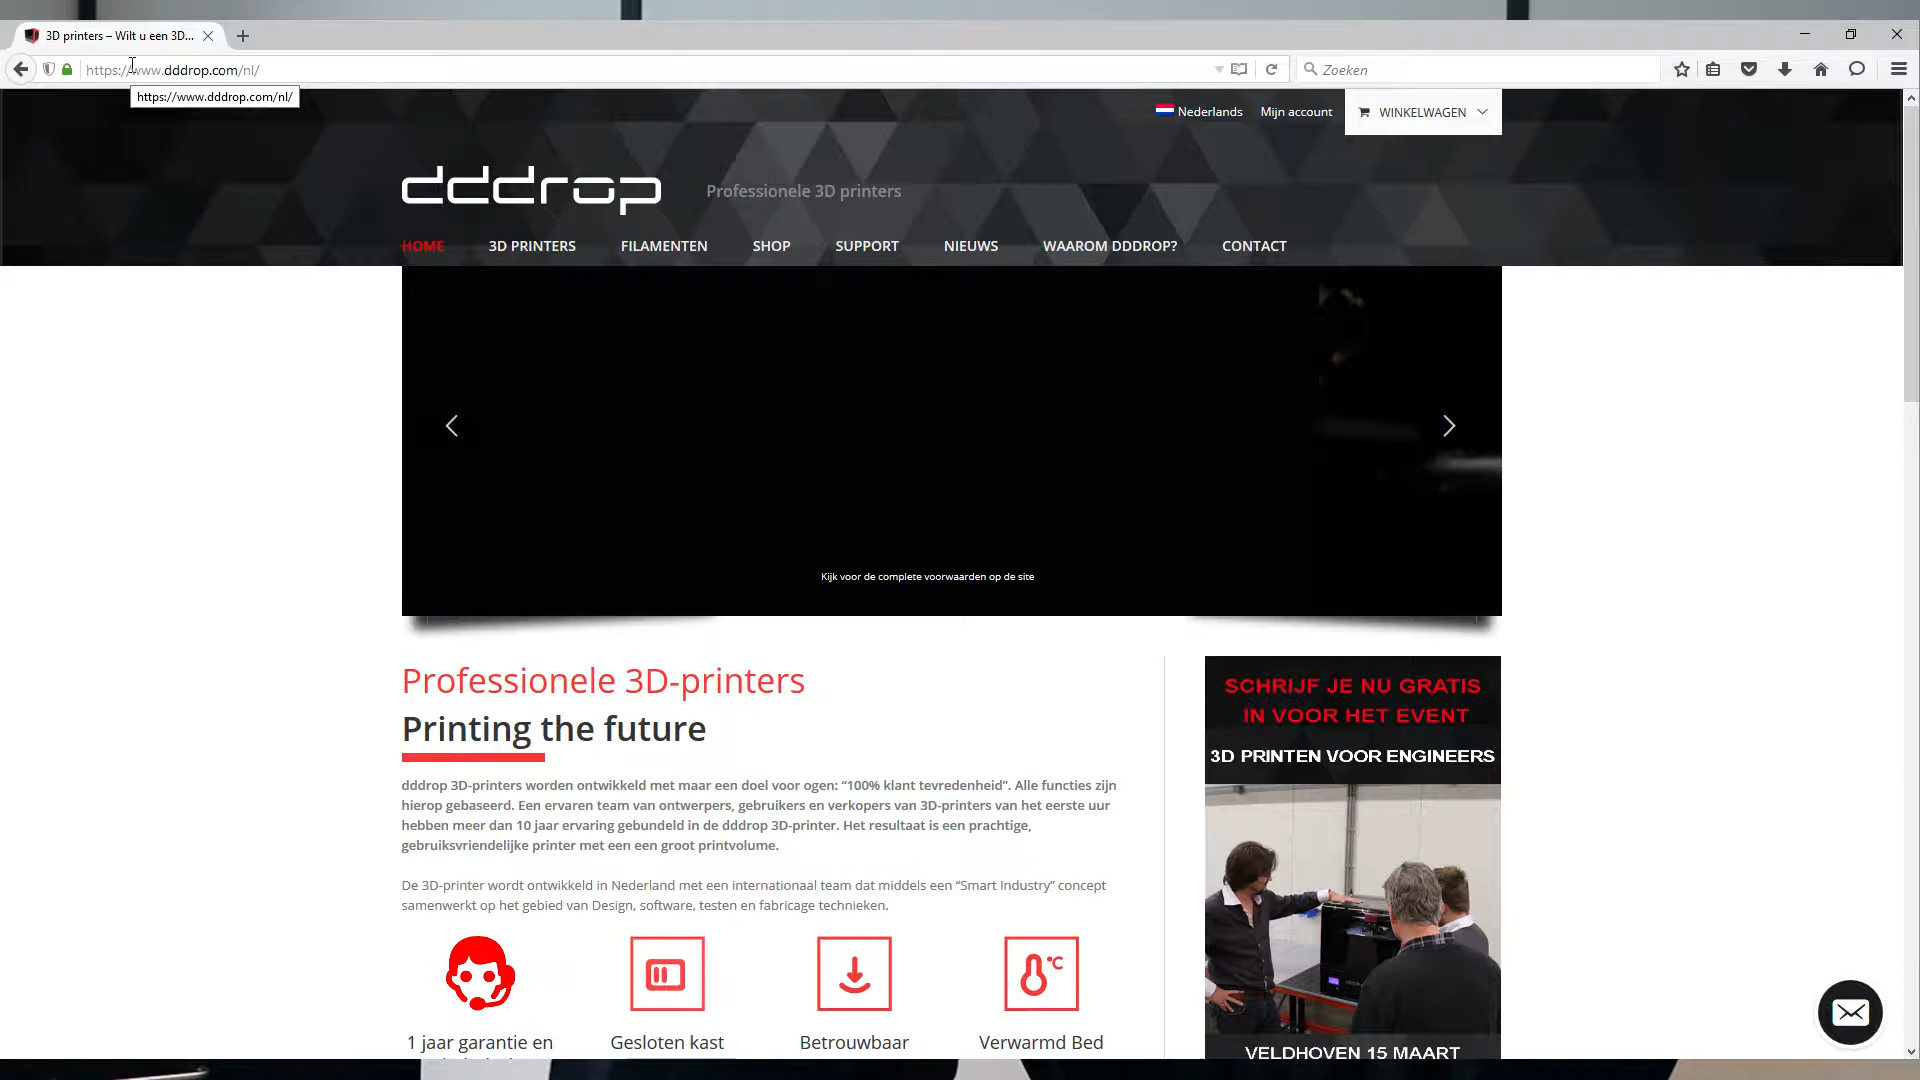 3D printers – Wilt u een 3D...
https://www.dddrop.com/nl/
Zoeken
https://www.dddrop.com/nl/
Nederlands
Mijn account
WINKELWAGEN
dddrop
Professionele 3D printers
HOME
3D PRINTERS
FILAMENTEN
SHOP
SUPPORT
NIEUWS
WAAROM DDDROP?
CONTACT
Kijk voor de complete voorwaarden op de site
Professionele 3D-printers
Printing the future
dddrop 3D-printers worden ontwikkeld met maar een doel voor ogen: “100% klant tevredenheid”. Alle functies zijn
hierop gebaseerd. Een ervaren team van ontwerpers, gebruikers en verkopers van 3D-printers van het eerste uur
hebben meer dan 10 jaar ervaring gebundeld in de dddrop 3D-printer. Het resultaat is een prachtige,
gebruiksvriendelijke printer met een een groot printvolume.
De 3D-printer wordt ontwikkeld in Nederland met een internationaal team dat middels een “Smart Industry” concept
samenwerkt op het gebied van Design, software, testen en fabricage technieken.
°C
1 jaar garantie en
Gesloten kast
Betrouwbaar
Verwarmd Bed
SCHRIJF JE NU GRATIS
IN VOOR HET EVENT
3D PRINTEN VOOR ENGINEERS
VELDHOVEN 15 MAART